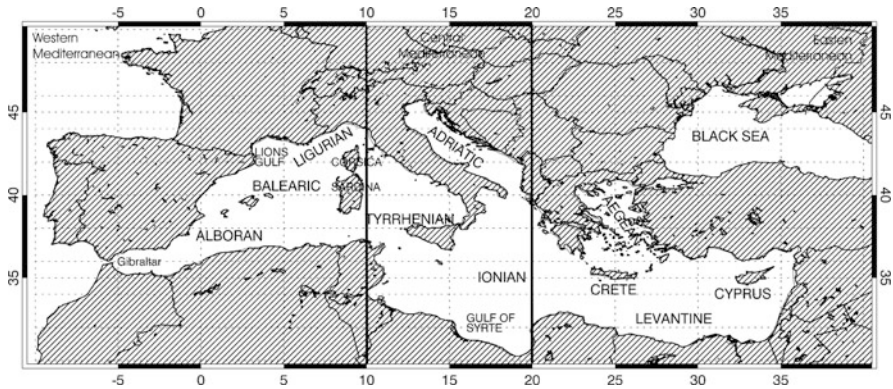 -5 0 5 10 15 20 25 30 35
Western
Mediterranean
Central
Mediterranean
Eastern
Mediterranean
45
45
BLACK SEA
ADRIATIC
LIGURIAN
LIONS
GULF
CORSICA
BALEARIC
SARDINA
40
40
TYRRHENIAN
AEGEAN
ALBORAN
Gibraltar
35
35
IONIAN
CRETE
CYPRUS
GULF OF
SYRTE
LEVANTINE
-5 0 5 10 15 20 25 30 35